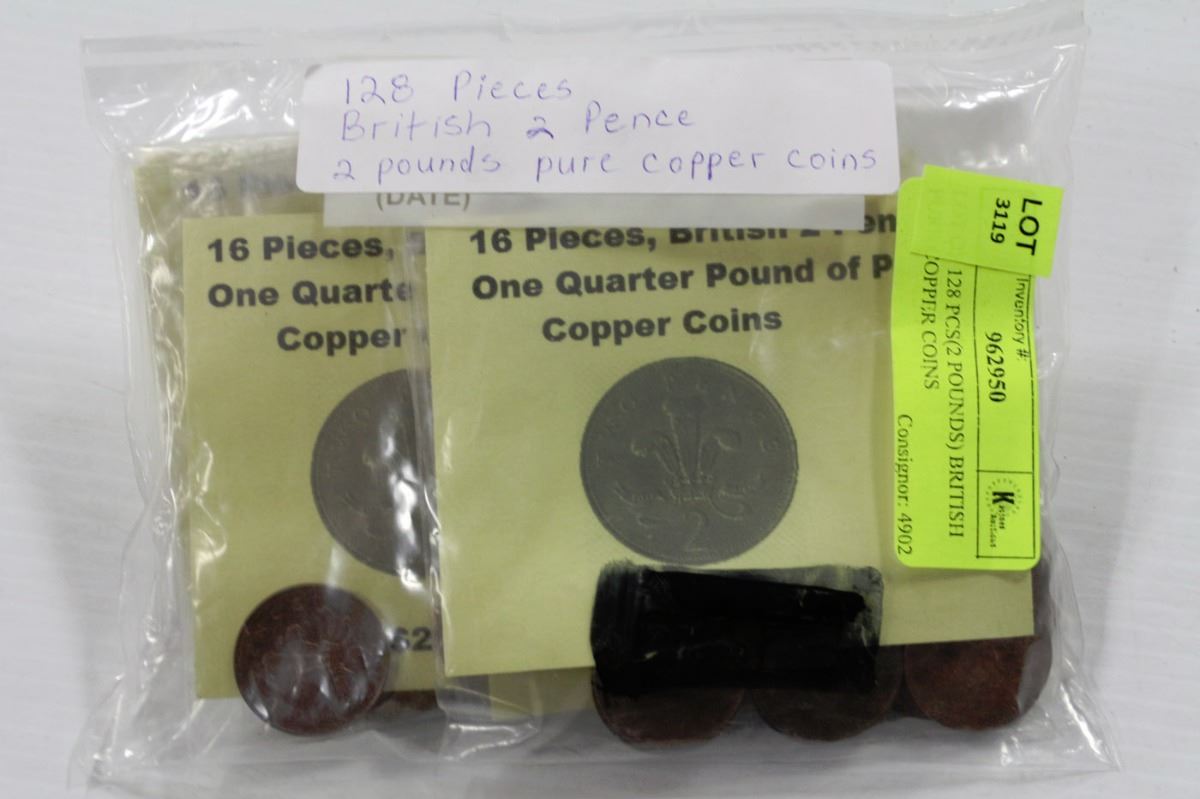 128 Pieces
British 2 Pence
2 pounds pure copper coins
(DATE)
16 Pieces,
One Quarte
Copper
62
16 Pieces, British 2 Pen
One Quarter Pound of P
Copper Coins
2
LOT
3119
Inventory #:
962950
128 PCS(2 POUNDS) BRITISH
COPPER COINS
Consignor: 4902